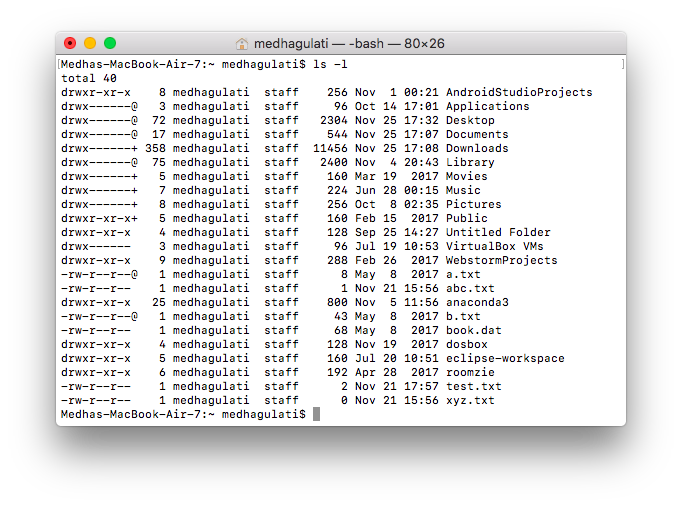 medhagulati — -bash — 80×26
[Medhas-MacBook-Air-7:~ medhagulati$ ls -l ]
total 40
drwxr-xr-x    8 medhagulati  staff    256 Nov  1 00:21 AndroidStudioProjects
drwx------@   3 medhagulati  staff     96 Oct 14 17:01 Applications
drwx------@  72 medhagulati  staff   2304 Nov 25 17:32 Desktop
drwx------@  17 medhagulati  staff    544 Nov 25 17:07 Documents
drwx------+ 358 medhagulati  staff  11456 Nov 25 17:08 Downloads
drwx------@  75 medhagulati  staff   2400 Nov  4 20:43 Library
drwx------+   5 medhagulati  staff    160 Mar 19  2017 Movies
drwx------+   7 medhagulati  staff    224 Jun 28 00:15 Music
drwx------+   8 medhagulati  staff    256 Oct  8 02:35 Pictures
drwxr-xr-x+   5 medhagulati  staff    160 Feb 15  2017 Public
drwxr-xr-x    4 medhagulati  staff    128 Sep 25 14:27 Untitled Folder
drwx------    3 medhagulati  staff     96 Jul 19 10:53 VirtualBox VMs
drwxr-xr-x    9 medhagulati  staff    288 Feb 26  2017 WebstormProjects
-rw-r--r--@   1 medhagulati  staff      8 May  8  2017 a.txt
-rw-r--r--    1 medhagulati  staff      1 Nov 21 15:56 abc.txt
drwxr-xr-x   25 medhagulati  staff    800 Nov  5 11:56 anaconda3
-rw-r--r--@   1 medhagulati  staff     43 May  8  2017 b.txt
-rw-r--r--    1 medhagulati  staff     68 May  8  2017 book.dat
drwxr-xr-x    4 medhagulati  staff    128 Nov 19  2017 dosbox
drwxr-xr-x    5 medhagulati  staff    160 Jul 20 10:51 eclipse-workspace
drwxr-xr-x    6 medhagulati  staff    192 Apr 28  2017 roomzie
-rw-r--r--    1 medhagulati  staff      2 Nov 21 17:57 test.txt
-rw-r--r--    1 medhagulati  staff      0 Nov 21 15:56 xyz.txt
Medhas-MacBook-Air-7:~ medhagulati$